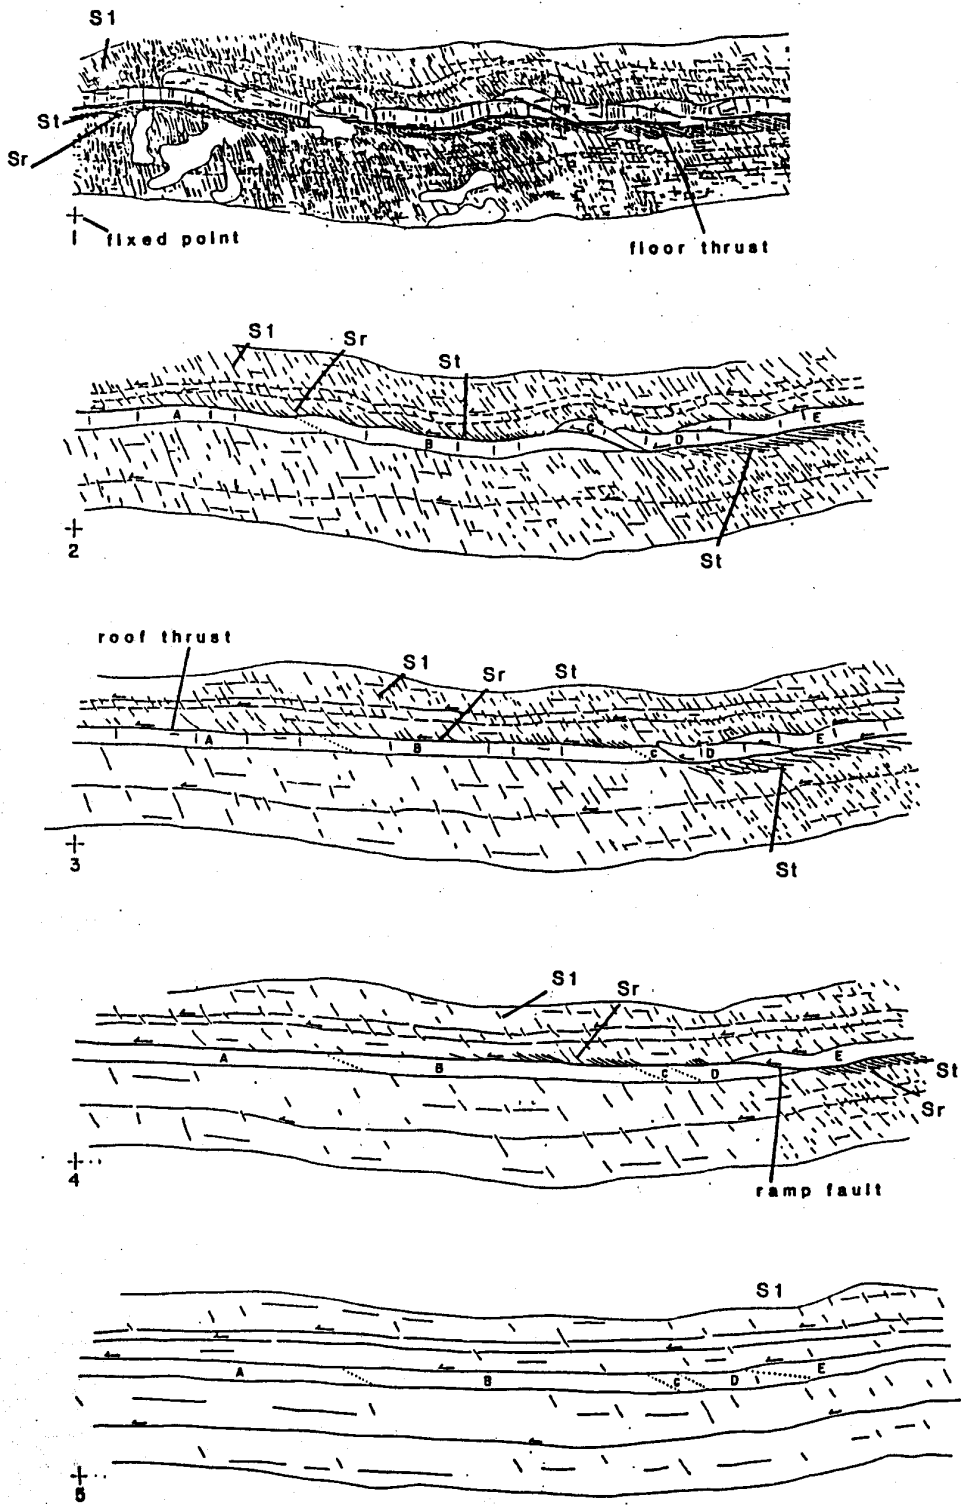 S1
St
Sr
1
fixed point
floor thrust
S1
Sr
St
A
B
C
D
E
2
St
roof thrust
S1
Sr
St
A
B
C
D
E
3
St
S1
Sr
A
B
C
D
E
St
Sr
4
ramp fault
S1
A
B
C
D
E
5